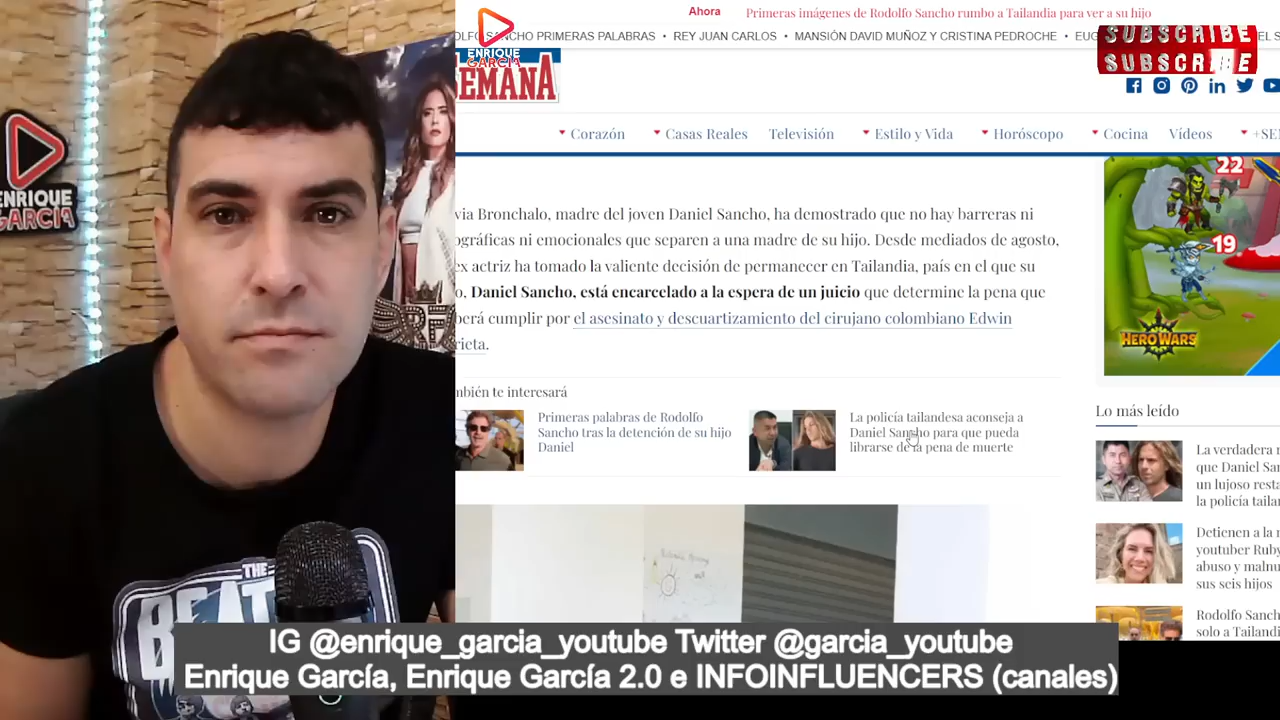 Ahora
Primeras imágenes de Rodolfo Sancho rumbo a Tailandia para ver a su hijo
SANCHO PRIMERAS PALABRAS • REY JUAN CARLOS • MANSIÓN DAVID MUÑOZ Y CRISTINA PEDROCHE •
SUBSCRIBE
SUBSCRIBE
ENRIQUE
GARCIA
SEMANA
Corazón
Casas Reales
Televisión
Estilo y Vida
Horóscopo
Cocina
Vídeos
ENRIQUE
GARCIA
via Bronchalo, madre del joven Daniel Sancho, ha demostrado que no hay barreras ni
ográficas ni emocionales que separen a una madre de su hijo. Desde mediados de agosto,
ex actriz ha tomado la valiente decisión de permanecer en Tailandia, país en el que su
o, Daniel Sancho, está encarcelado a la espera de un juicio que determine la pena que
berá cumplir por el asesinato y descuartizamiento del cirujano colombiano Edwin
rieta.
22
19
HERO WARS
mbién te interesará
Primeras palabras de Rodolfo
Sancho tras la detención de su hijo
Daniel
La policía tailandesa aconseja a
Daniel Sancho para que pueda
librarse de la pena de muerte
Lo más leído
La verdadera
que Daniel
un lujoso
la policía
Detienen a la
youtuber Ruby
abuso y
sus seis hijos
Rodolfo
solo a
THE
BEAT
IG @enrique_garcia_youtube Twitter @garcia_youtube
Enrique García, Enrique García 2.0 e INFOINFLUENCERS (canales)